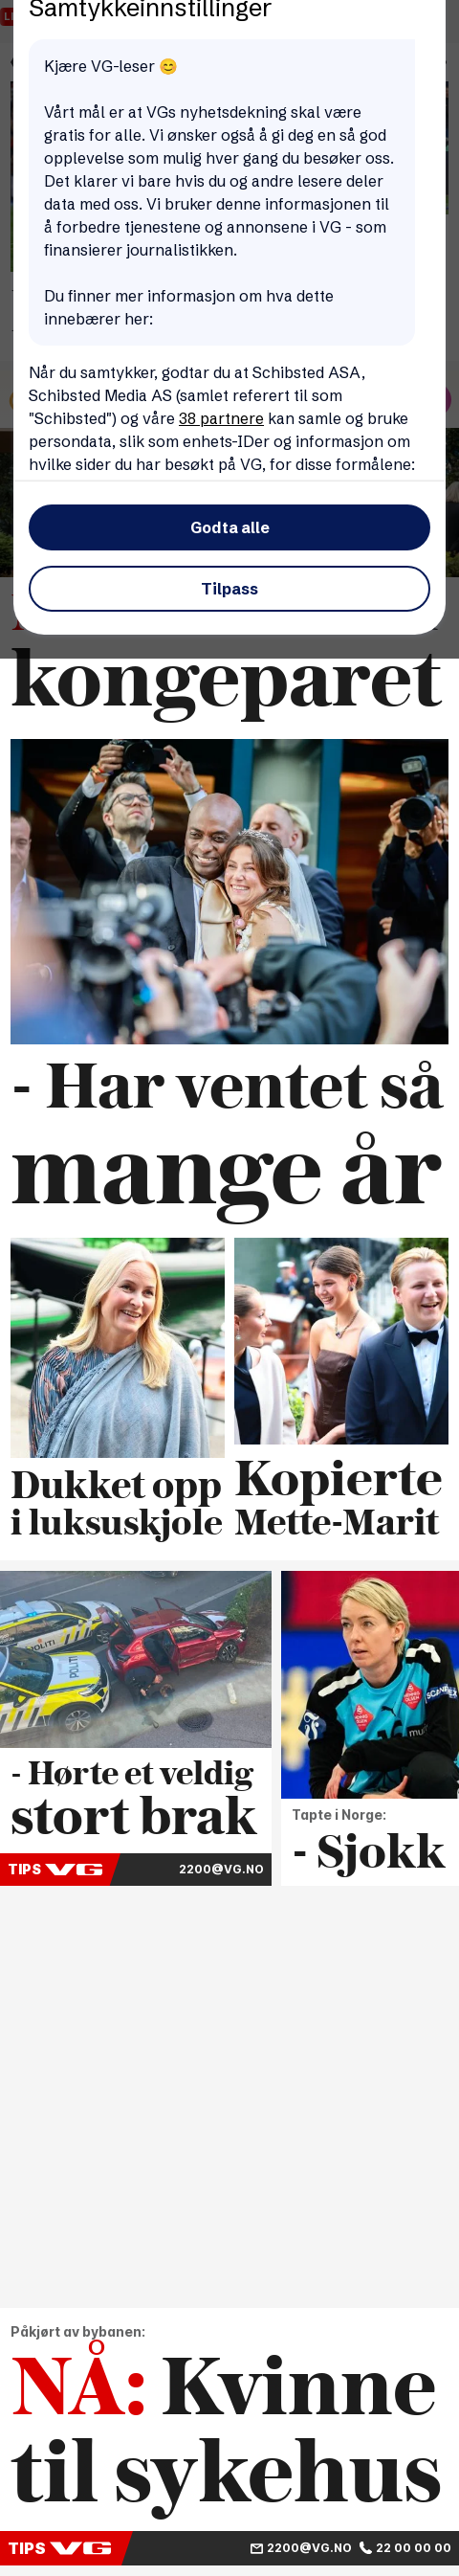 Samtykkeinnstillinger
Kjære VG-leser 😊
Vårt mål er at VGs nyhetsdekning skal være
gratis for alle. Vi ønsker også å gi deg en så god
opplevelse som mulig hver gang du besøker oss.
Det klarer vi bare hvis du og andre lesere deler
data med oss. Vi bruker denne informasjonen til
å forbedre tjenestene og annonsene i VG - som
finansierer journalistikken.
Du finner mer informasjon om hva dette
innebærer her:
Når du samtykker, godtar du at Schibsted ASA,
Schibsted Media AS (samlet referert til som
"Schibsted") og våre 38 partnere kan samle og bruke
persondata, slik som enhets-IDer og informasjon om
hvilke sider du har besøkt på VG, for disse formålene:
Godta alle
Tilpass
kongeparet
- Har ventet så
mange år
Dukket opp
i luksuskjole
Kopierte
Mette-Marit
POLITI
POLITI
- Hørte et veldig
stort brak
TIPS VG 2200@VG.NO
Tapte i Norge:
- Sjokk
Påkjørt av bybanen:
NÅ: Kvinne
til sykehus
TIPS VG 2200@VG.NO 22 00 00 00